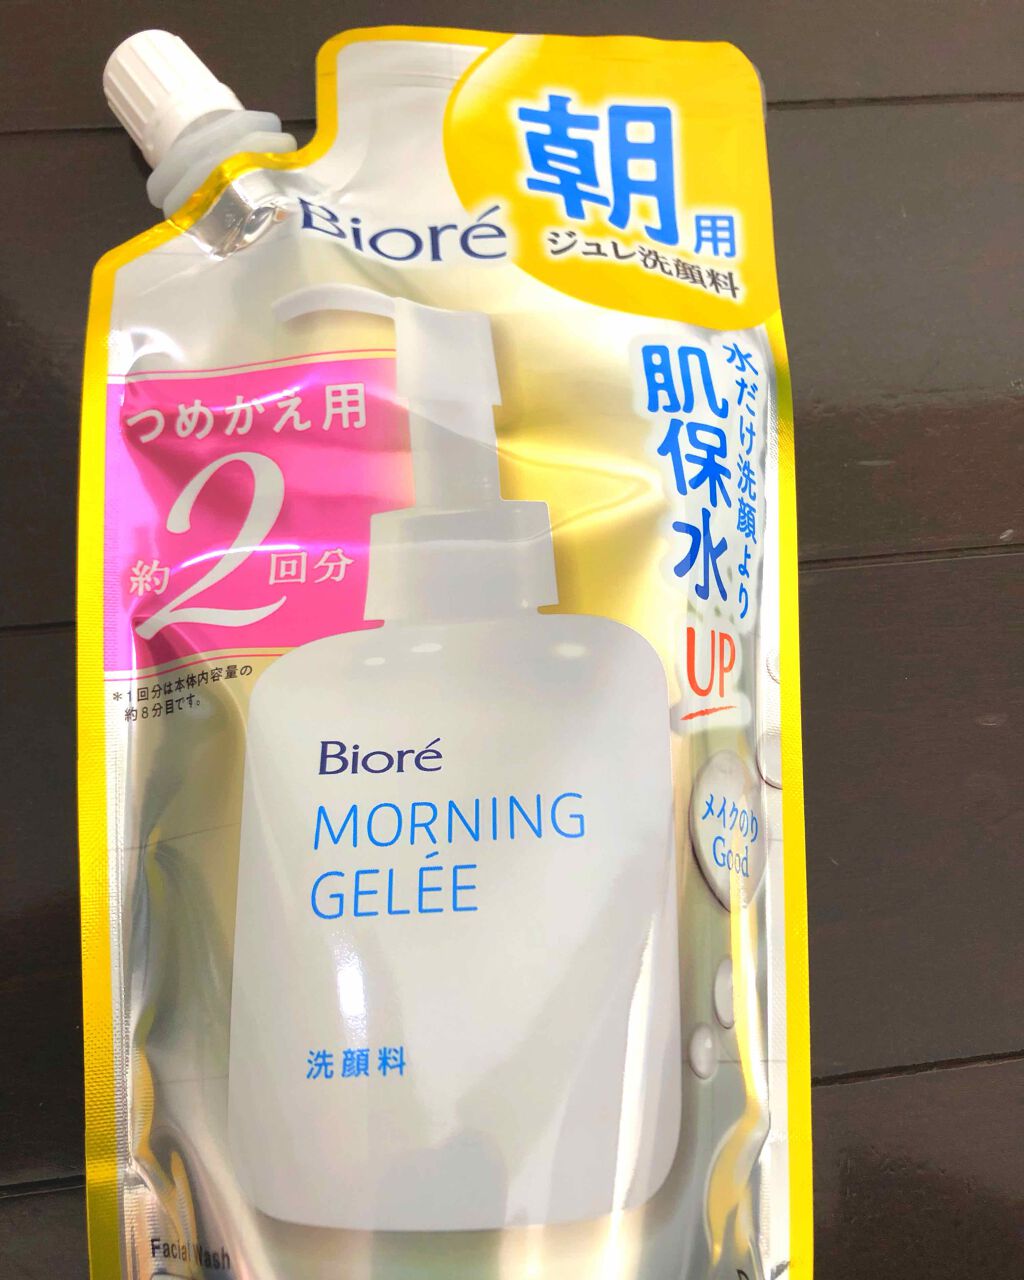 朝用
ジュレ洗顔料
Bioré
水だけ洗顔より
肌保水
UP
つめかえ用
約2回分
*1回分は本体内容量の
約8分目です。
メイクのり
Good
Bioré
MORNING
GELÉE
洗顔料
Facial Wash